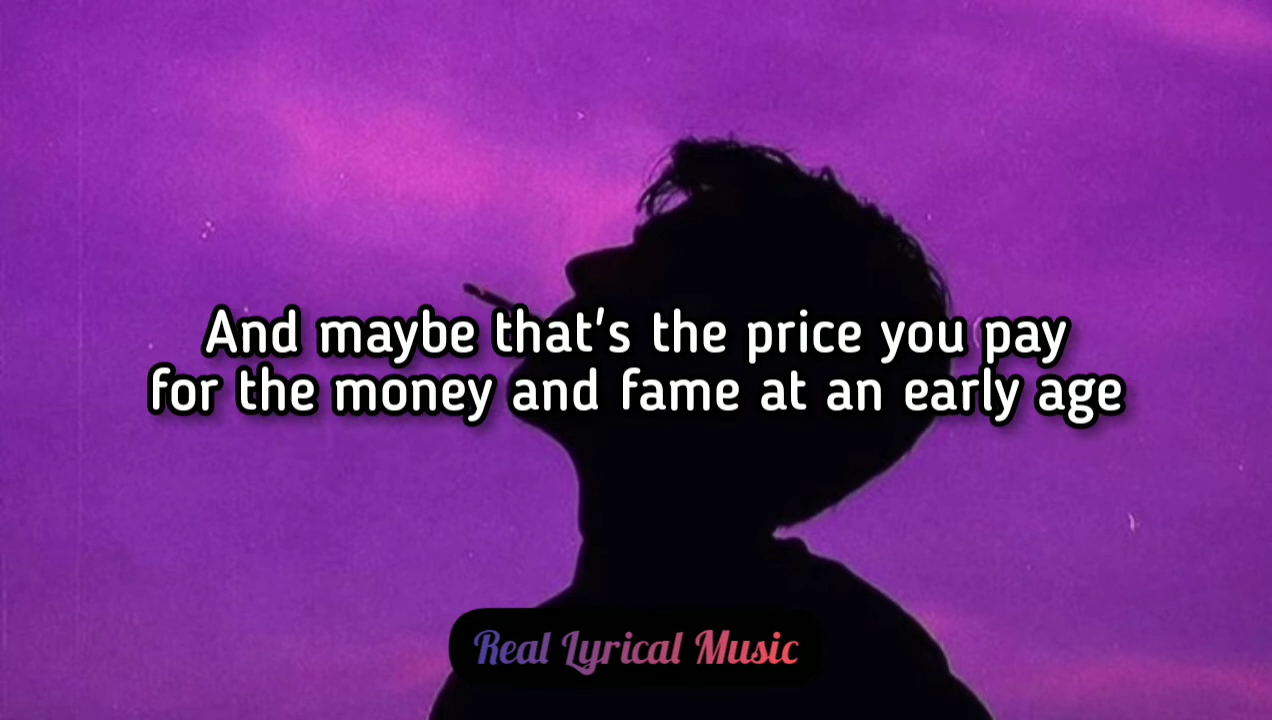 And maybe that's the price you pay
for the money and fame at an early age
Real Lyrical Music